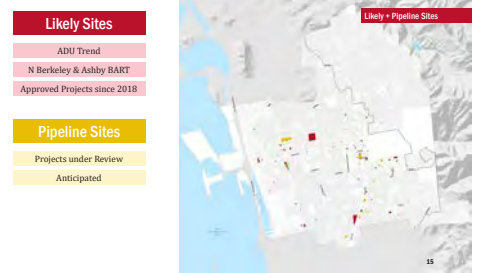 Likely Sites
ADU Trend
N Berkeley & Ashby BART
Approved Projects since 2018
Pipeline Sites
Projects under Review
Anticipated
Likely + Pipeline Sites
15